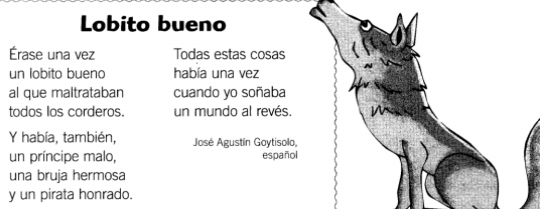 Lobito bueno
Érase una vez
un lobito bueno
al que maltrataban
todos los corderos.
Y había, también,
un príncipe malo,
una bruja hermosa
y un pirata honrado.
Todas estas cosas
había una vez
cuando yo soñaba
un mundo al revés.
José Agustín Goytisolo,
español